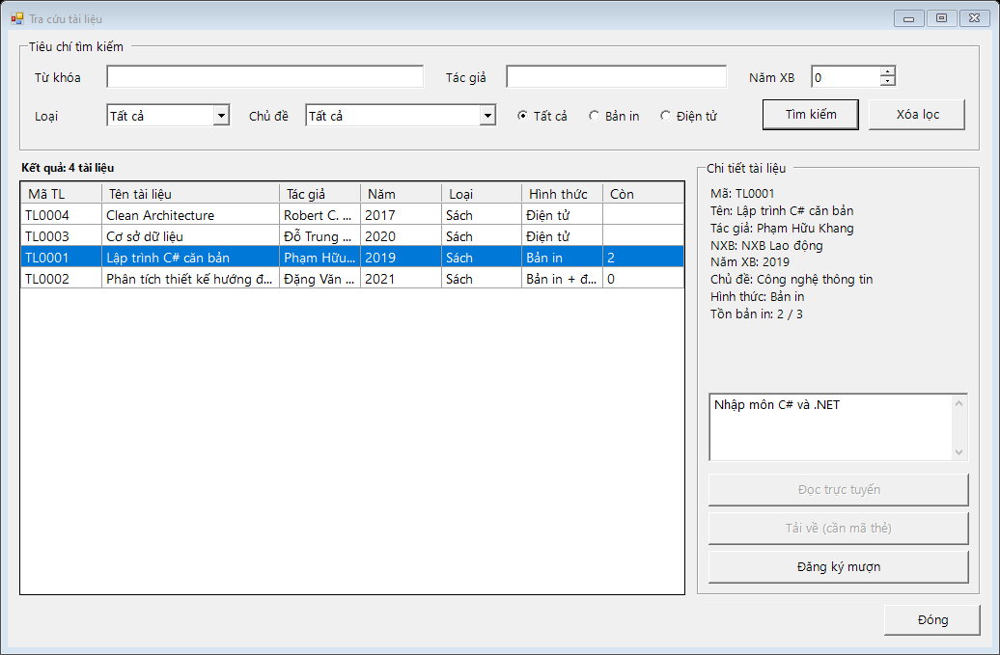 Tra cứu tài liệu
Tiêu chí tìm kiếm
Từ khóa Tác giả Năm XB 0
Loại Tất cả Chủ đề Tất cả Tất cả Bản in Điện tử Tìm kiếm Xóa lọc
Kết quả: 4 tài liệu
Mã TL Tên tài liệu Tác giả Năm Loại Hình thức Còn
TL0004 Clean Architecture Robert C. ... 2017 Sách Điện tử
TL0003 Cơ sở dữ liệu Đỗ Trung ... 2020 Sách Điện tử
TL0001 Lập trình C# căn bản Phạm Hữu... 2019 Sách Bản in 2
TL0002 Phân tích thiết kế hướng đ... Đặng Văn ... 2021 Sách Bản in + đ... 0
Chi tiết tài liệu
Mã: TL0001
Tên: Lập trình C# căn bản
Tác giả: Phạm Hữu Khang
NXB: NXB Lao động
Năm XB: 2019
Chủ đề: Công nghệ thông tin
Hình thức: Bản in
Tồn bản in: 2 / 3
Nhập môn C# và .NET
Đọc trực tuyến
Tải về (cần mã thẻ)
Đăng ký mượn
Đóng